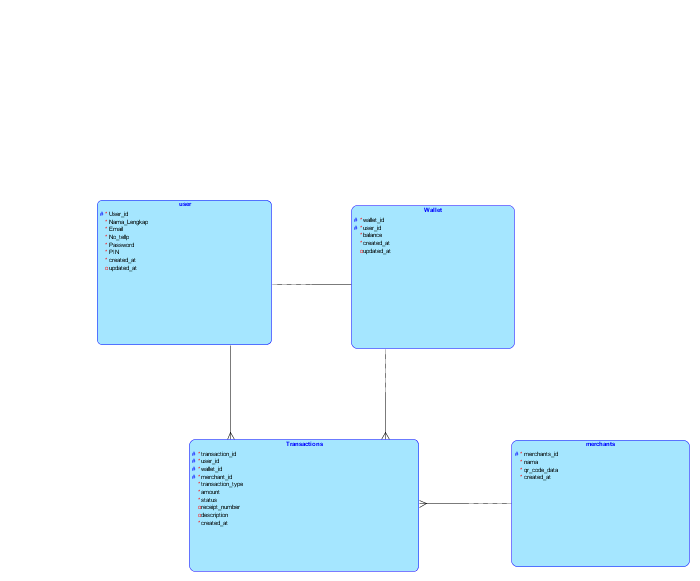 user
# * User_id
* Nama_Lengkap
* Email
* No_tellp
* Password
* PIN
* created_at
o updated_at
Wallet
# * wallet_id
# * user_id
* balance
* created_at
o updated_at
Transactions
# * transaction_id
# * user_id
# * wallet_id
# * merchant_id
* transaction_type
* amount
* status
o receipt_number
o description
* created_at
merchants
# * merchants_id
* nama
* qr_code_data
* created_at